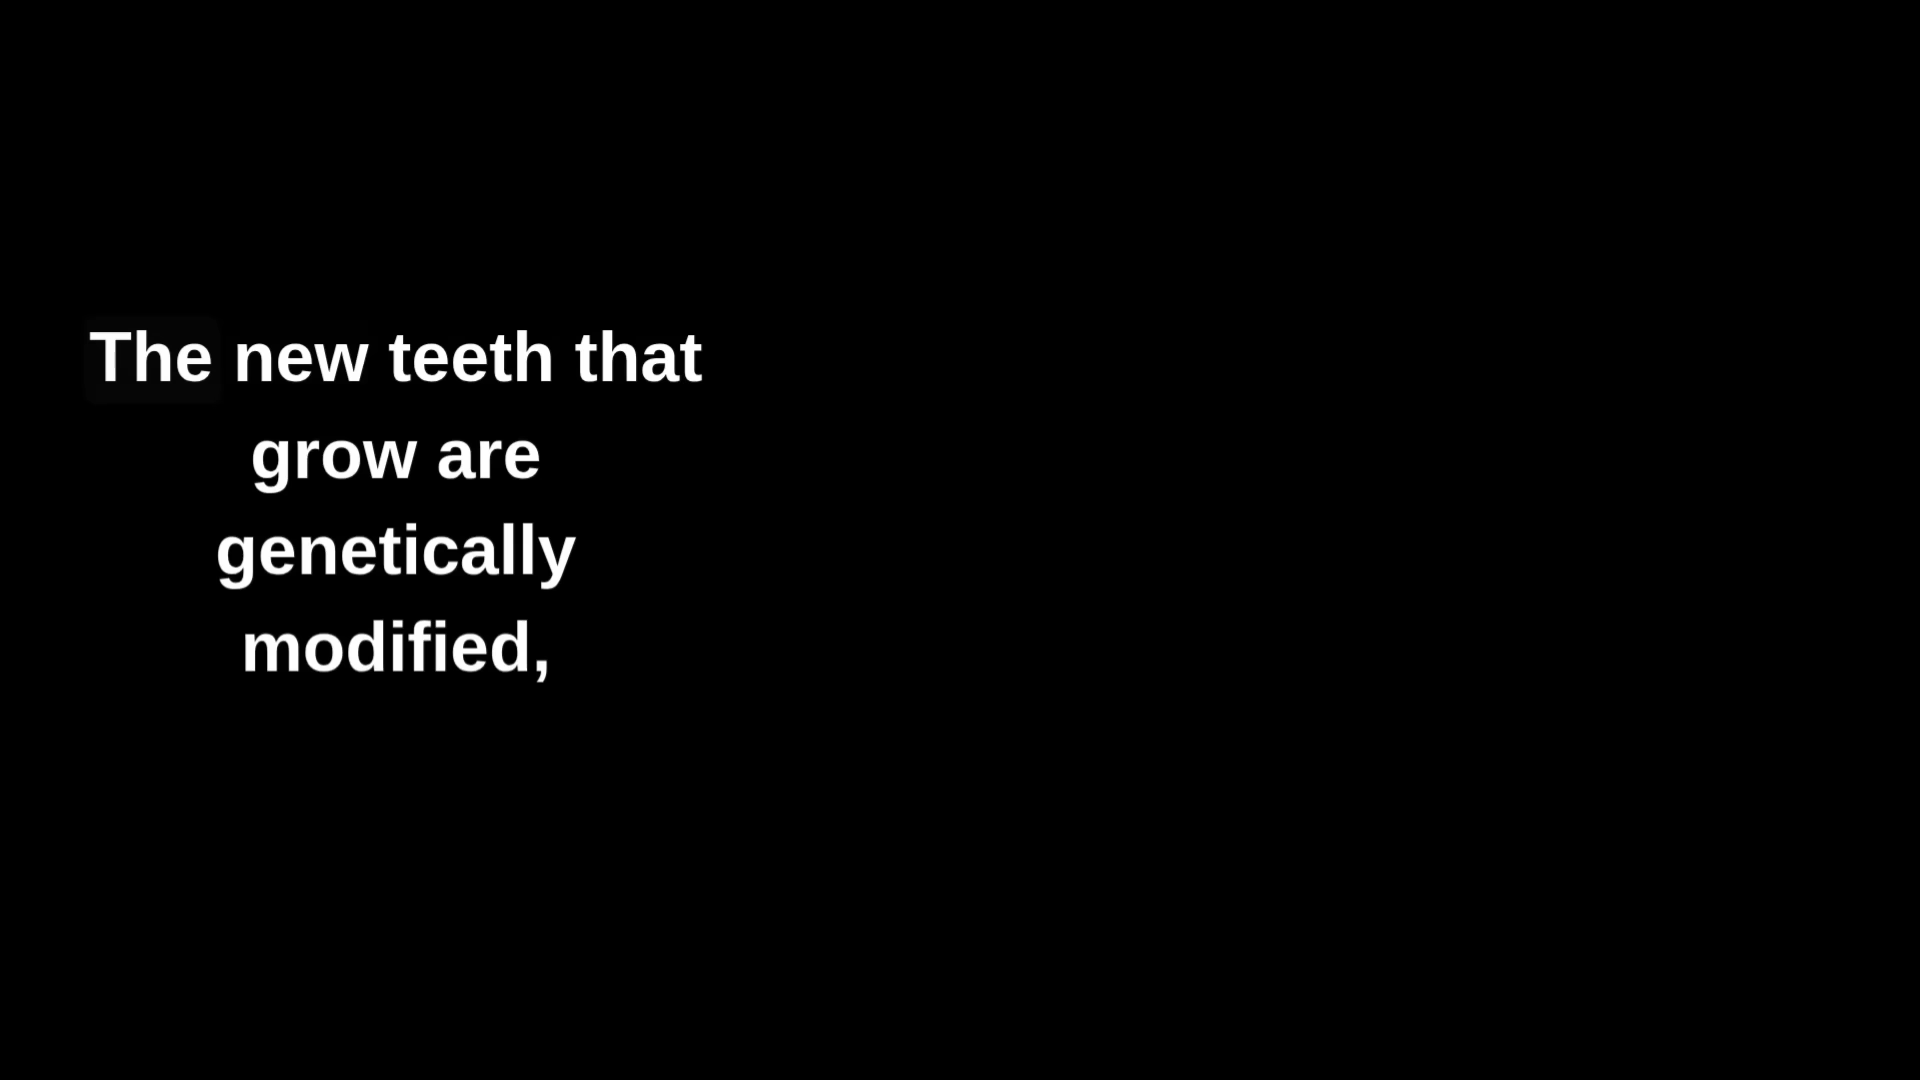 The new teeth that
grow are
genetically
modified,